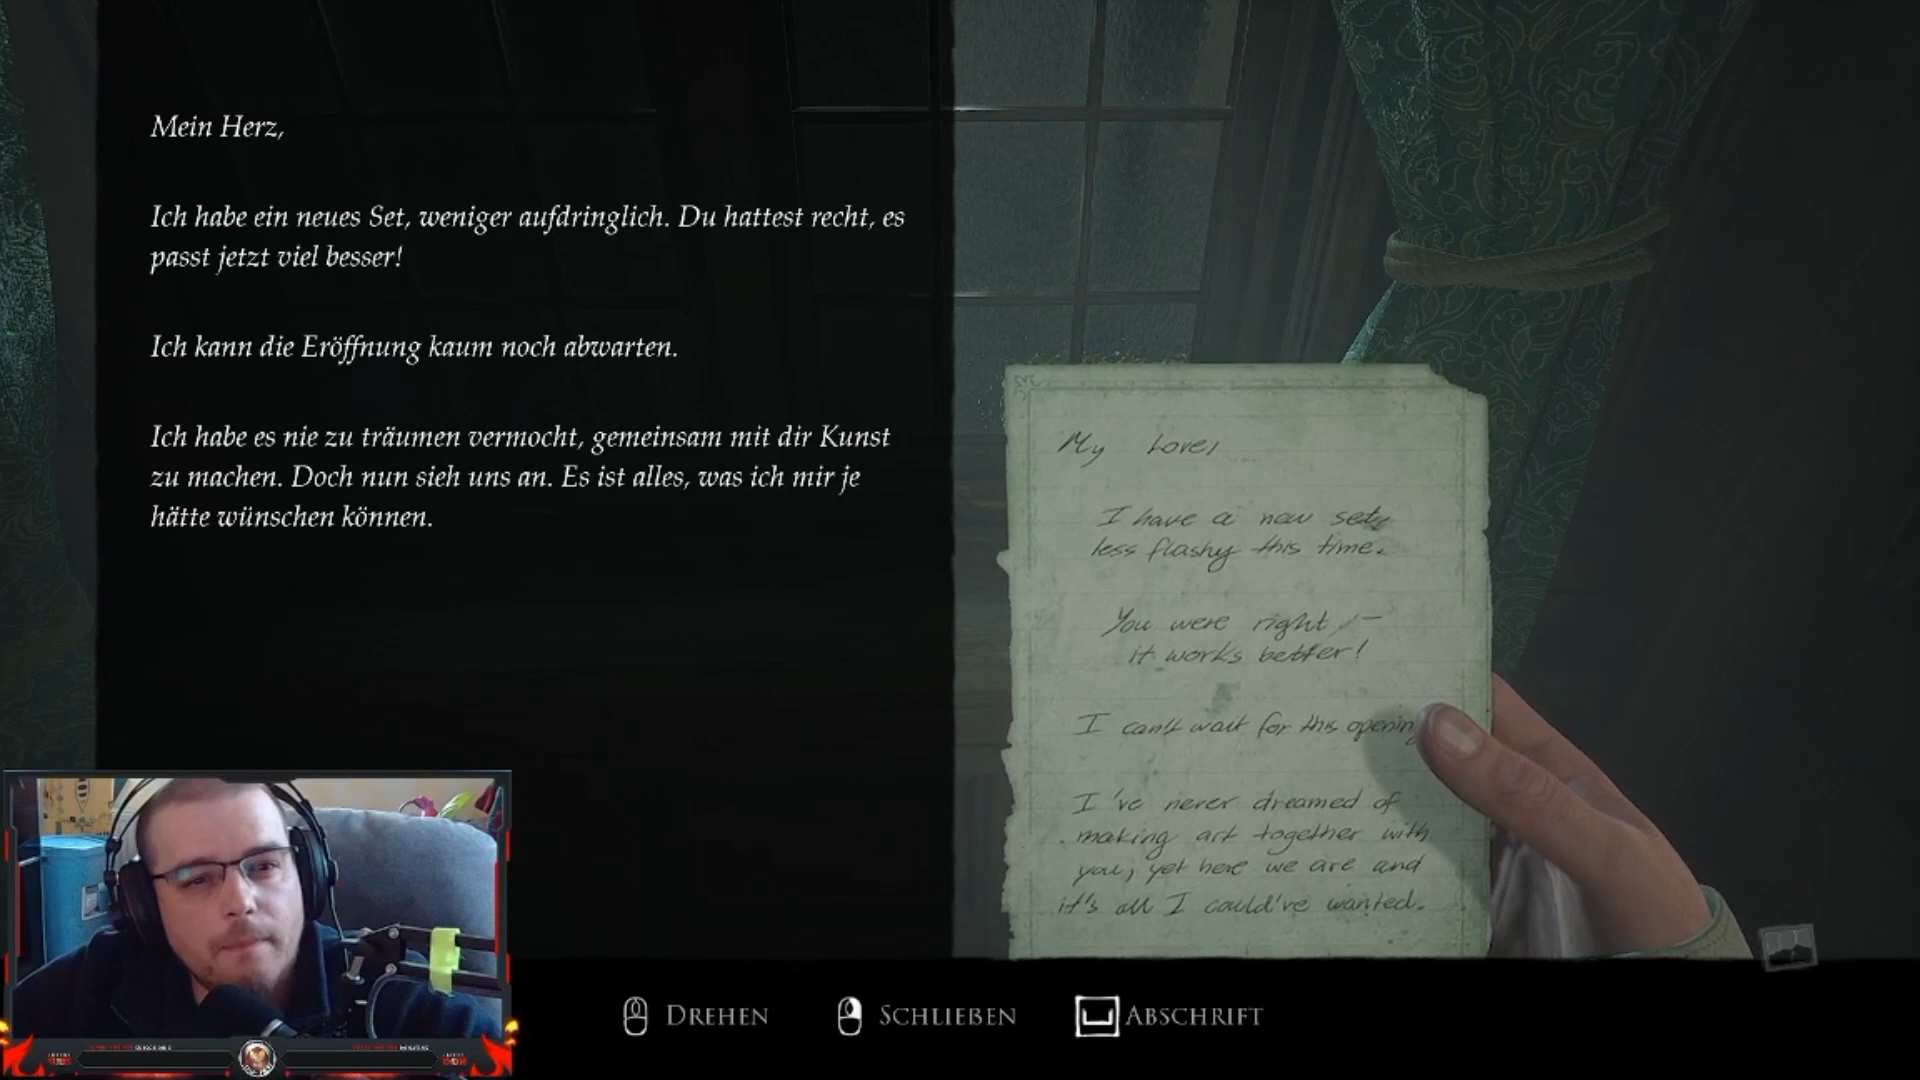 Mein Herz,
Ich habe ein neues Set, weniger aufdringlich. Du hattest recht, es
passt jetzt viel besser!
Ich kann die Eröffnung kaum noch abwarten.
Ich habe es nie zu träumen vermocht, gemeinsam mit dir Kunst
zu machen. Doch nun sieh uns an. Es ist alles, was ich mir je
hätte wünschen können.
My Love,
I have a new set,
less flashy this time.
You were right –
it works better!
I can't wait for this opening
I've never dreamed of
making art together with
you, yet here we are and
it's all I could've wanted.
DREHEN
SCHLIEßEN
ABSCHRIFT